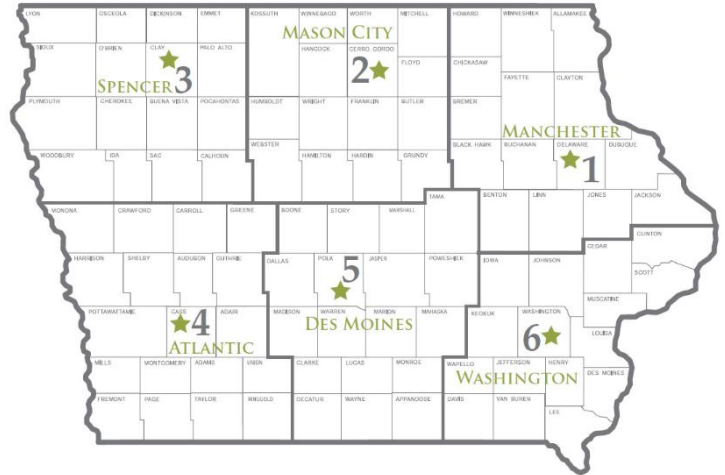 LYON OSCEOLA DICKINSON EMMET KOSSUTH WINNEBAGO WORTH MITCHELL HOWARD WINNESHIEK ALLAMAKEE
MASON CITY
SIOUX O'BRIEN CLAY PALO ALTO HANCOCK CERRO GORDO
2
FLOYD CHICKASAW
SPENCER 3
FAYETTE CLAYTON
PLYMOUTH CHEROKEE BUENA VISTA POCAHONTAS HUMBOLDT WRIGHT FRANKLIN BUTLER BREMER
MANCHESTER
WEBSTER BLACK HAWK BUCHANAN DELAWARE DUBUQUE
WOODBURY IDA SAC CALHOUN HAMILTON HARDIN GRUNDY
1
TAMA BENTON LINN JONES JACKSON
MONONA CRAWFORD CARROLL GREENE BOONE STORY MARSHALL
CLINTON
CEDAR
HARRISON SHELBY AUDUBON GUTHRIE DALLAS POLK JASPER POWESHIEK IOWA JOHNSON
5
SCOTT
MUSCATINE
POTTAWATTAMIE CASS ADAIR MADISON WARREN MARION MAHASKA KEOKUK WASHINGTON
4
DES MOINES
6
LOUISA
ATLANTIC
MILLS MONTGOMERY ADAMS UNION CLARKE LUCAS MONROE WAPELLO JEFFERSON HENRY
DES MOINES
WASHINGTON
FREMONT PAGE TAYLOR RINGGOLD DECATUR WAYNE APPANOOSE DAVIS VAN BUREN
LEE